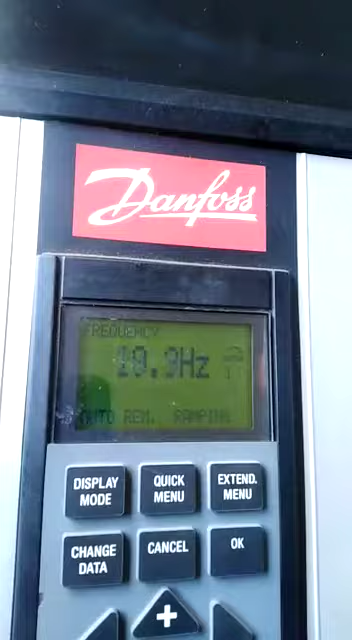 Danfoss
FREQUENCY
Hz
AUTO REM. RAMPING
DISPLAY MODE
QUICK MENU
EXTEND. MENU
CHANGE DATA
CANCEL
OK
+